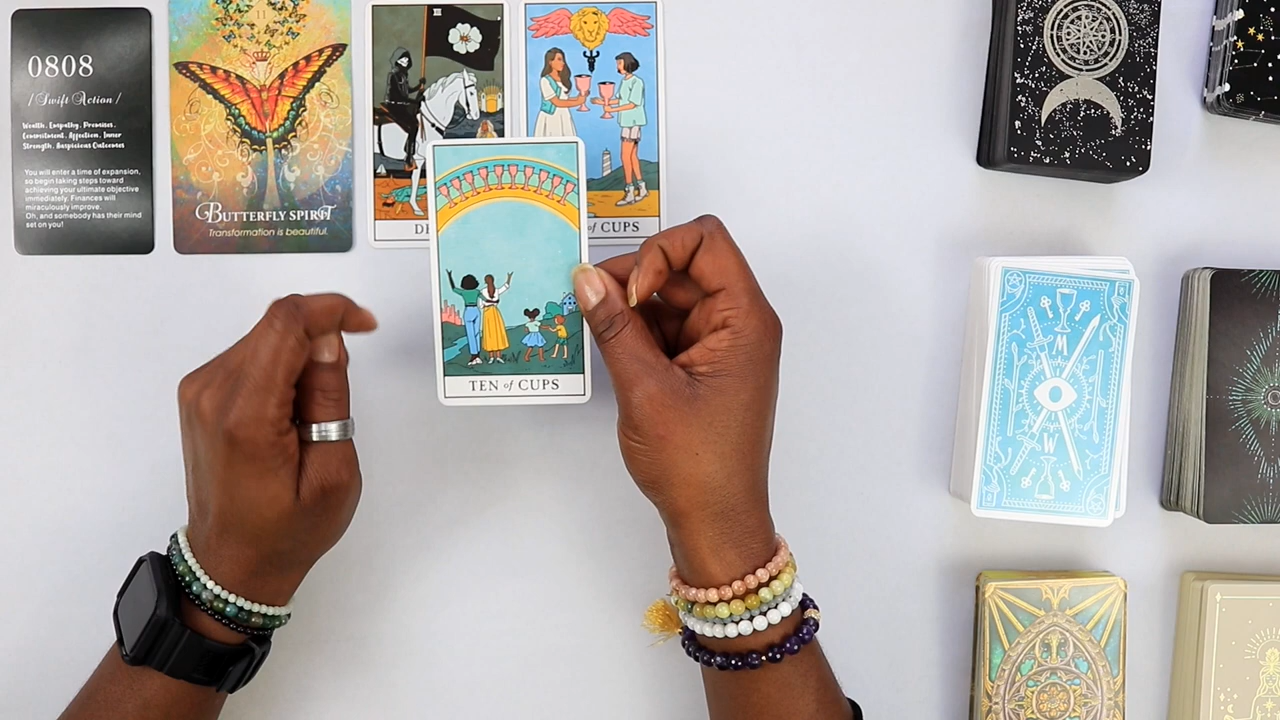 0808
/Swift Action/
Wealth. Empathy. Promises.
Commitment. Affection. Inner
Strength. Auspicious Outcomes
You will enter a time of expansion,
so begin taking steps toward
achieving your ultimate objective
immediately. Finances will
miraculously improve.
Oh, and somebody has their mind
set on you!
11
BUTTERFLY SPIRIT
Transformation is beautiful.
XIII
of CUPS
TEN of CUPS
M
W